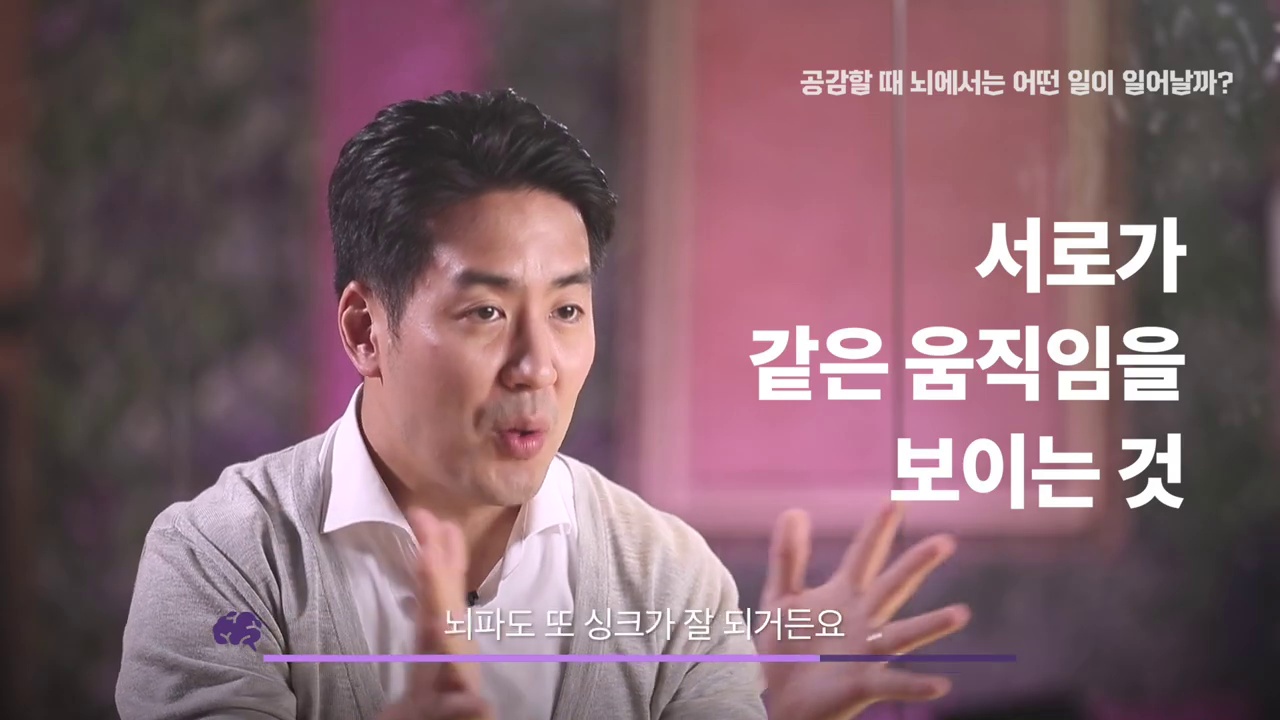 공감할 때 뇌에서는 어떤 일이 일어날까?
서로가
같은 움직임을
보이는 것
뇌파도 또 싱크가 잘 되거든요